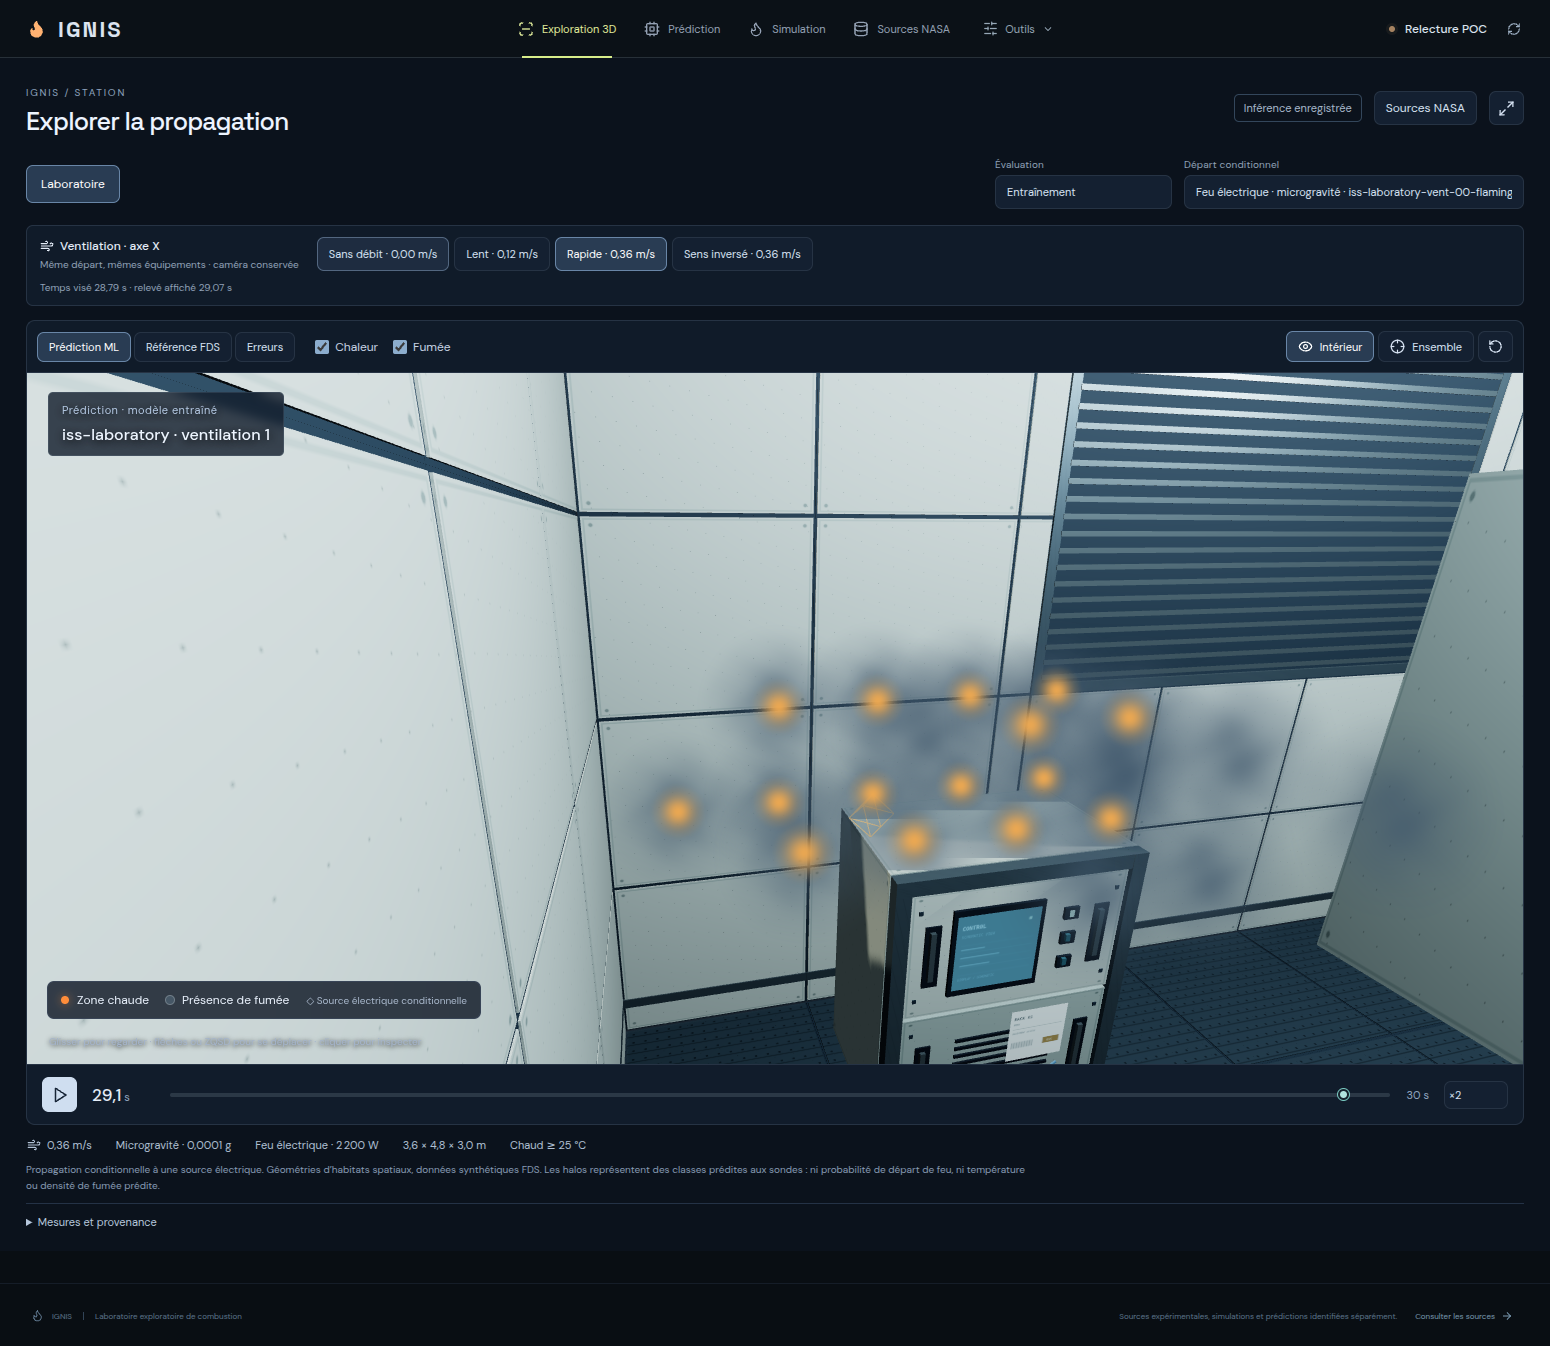 IGNIS
Exploration 3D
Prédiction
Simulation
Sources NASA
Outils
Relecture POC
IGNIS / STATION
Explorer la propagation
Inférence enregistrée
Sources NASA
Laboratoire
Évaluation
Entraînement
Départ conditionnel
Feu électrique · microgravité · iss-laboratory-vent-00-flaming
Ventilation · axe X
Même départ, mêmes équipements · caméra conservée
Temps visé 28,79 s · relevé affiché 29,07 s
Sans débit · 0,00 m/s
Lent · 0,12 m/s
Rapide · 0,36 m/s
Sens inversé · 0,36 m/s
Prédiction ML
Référence FDS
Erreurs
Chaleur
Fumée
Intérieur
Ensemble
Prédiction · modèle entraîné
iss-laboratory · ventilation 1
CONTROL
Zone chaude
Présence de fumée
◇ Source électrique conditionnelle
29,1 s
30 s
×2
0,36 m/s
Microgravité · 0,0001 g
Feu électrique · 2 200 W
3,6 × 4,8 × 3,0 m
Chaud ≥ 25 °C
Propagation conditionnelle à une source électrique. Géométries d'habitats spatiaux, données synthétiques FDS. Les halos représentent des classes prédites aux sondes : ni probabilité de départ de feu, ni température
ou densité de fumée prédite.
Mesures et provenance
IGNIS
Laboratoire exploratoire de combustion
Sources expérimentales, simulations et prédictions identifiées séparément.
Consulter les sources